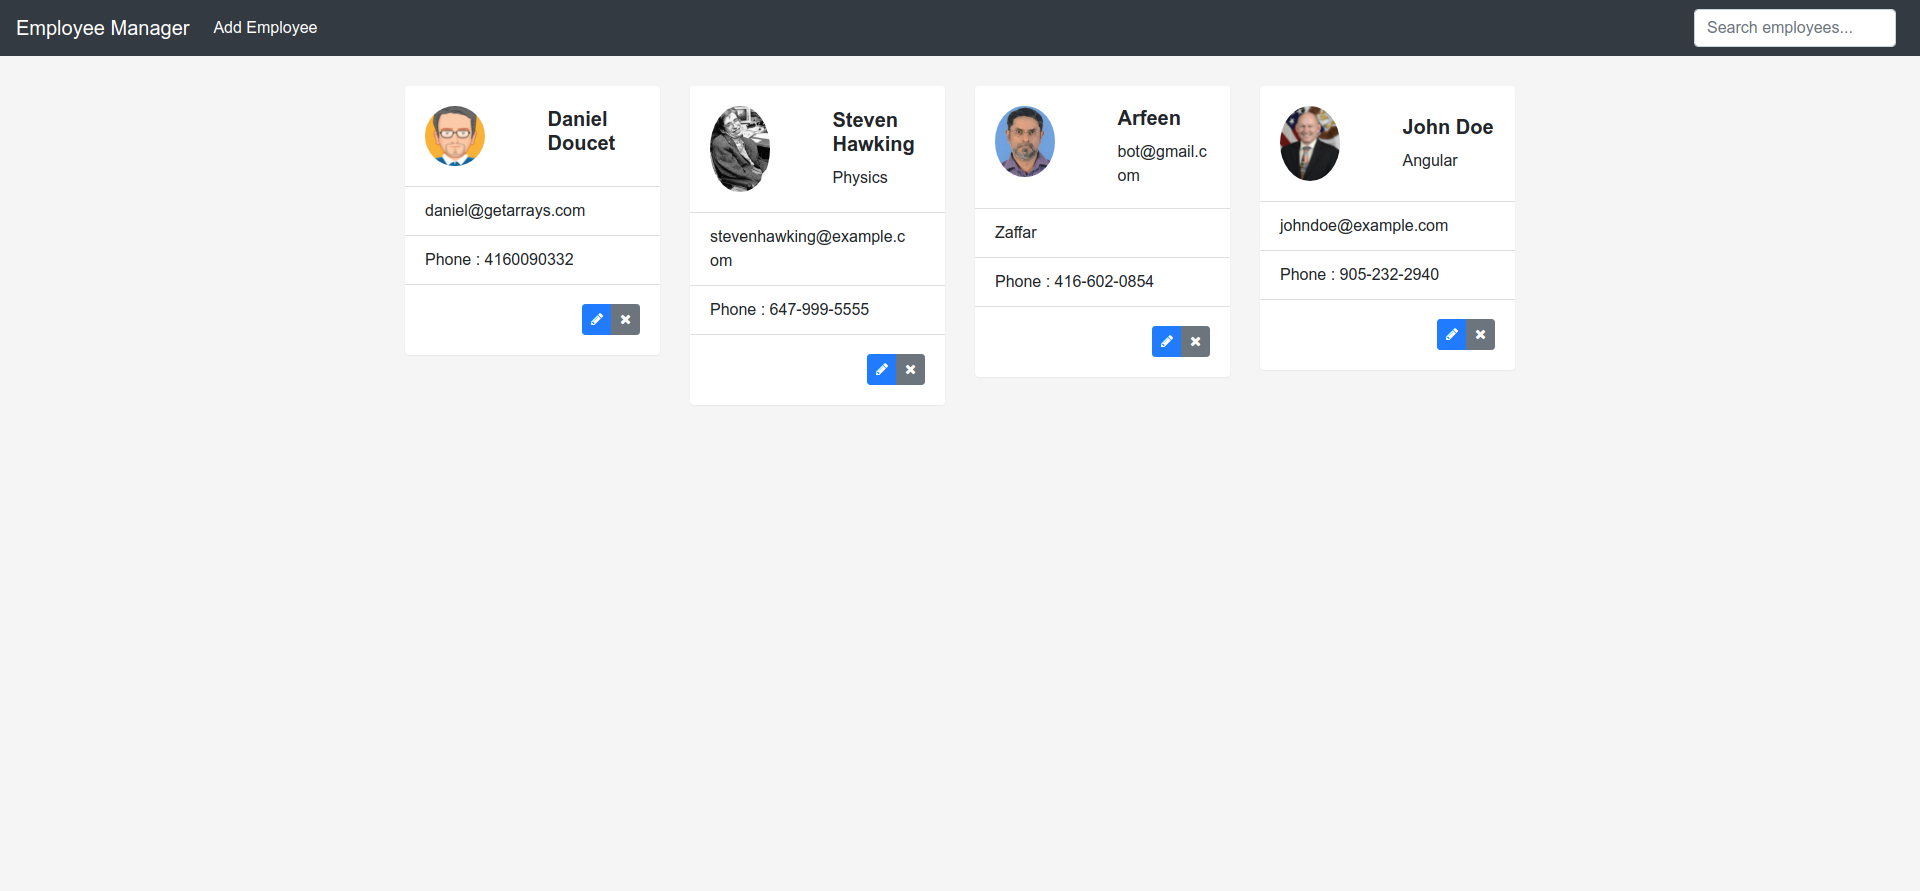 Employee Manager Add Employee Search employees...
Daniel
Doucet
daniel@getarrays.com
Phone : 4160090332
Steven
Hawking
Physics
stevenhawking@example.c
om
Phone : 647-999-5555
Arfeen
bot@gmail.c
om
Zaffar
Phone : 416-602-0854
John Doe
Angular
johndoe@example.com
Phone : 905-232-2940